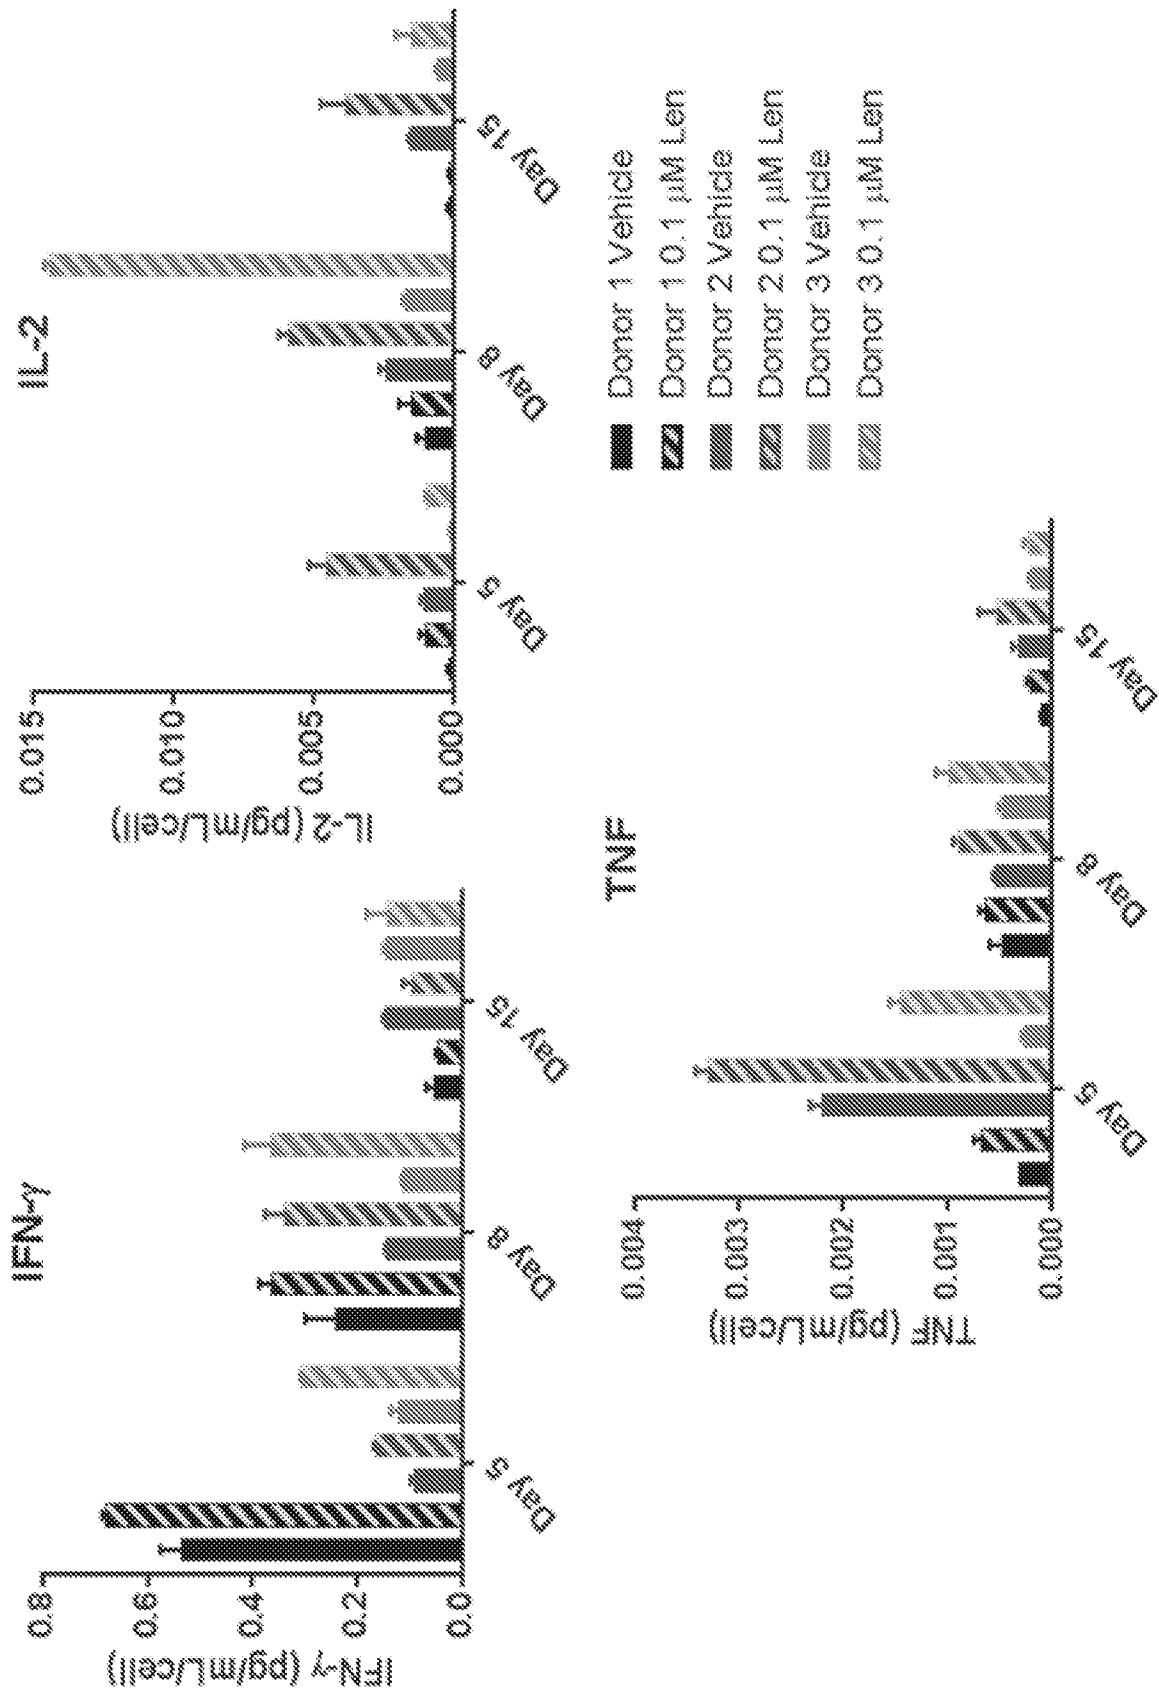 IFN-γ
IFN-γ (pg/mL/cell)
0.8
0.6
0.4
0.2
0.0
Day 5
Day 8
Day 15
IL-2
IL-2 (pg/mL/cell)
0.015
0.010
0.005
0.000
Day 5
Day 8
Day 15
TNF
TNF (pg/mL/cell)
0.004
0.003
0.002
0.001
0.000
Day 5
Day 8
Day 15
Donor 1 Vehicle
Donor 1 0.1 μM Len
Donor 2 Vehicle
Donor 2 0.1 μM Len
Donor 3 Vehicle
Donor 3 0.1 μM Len